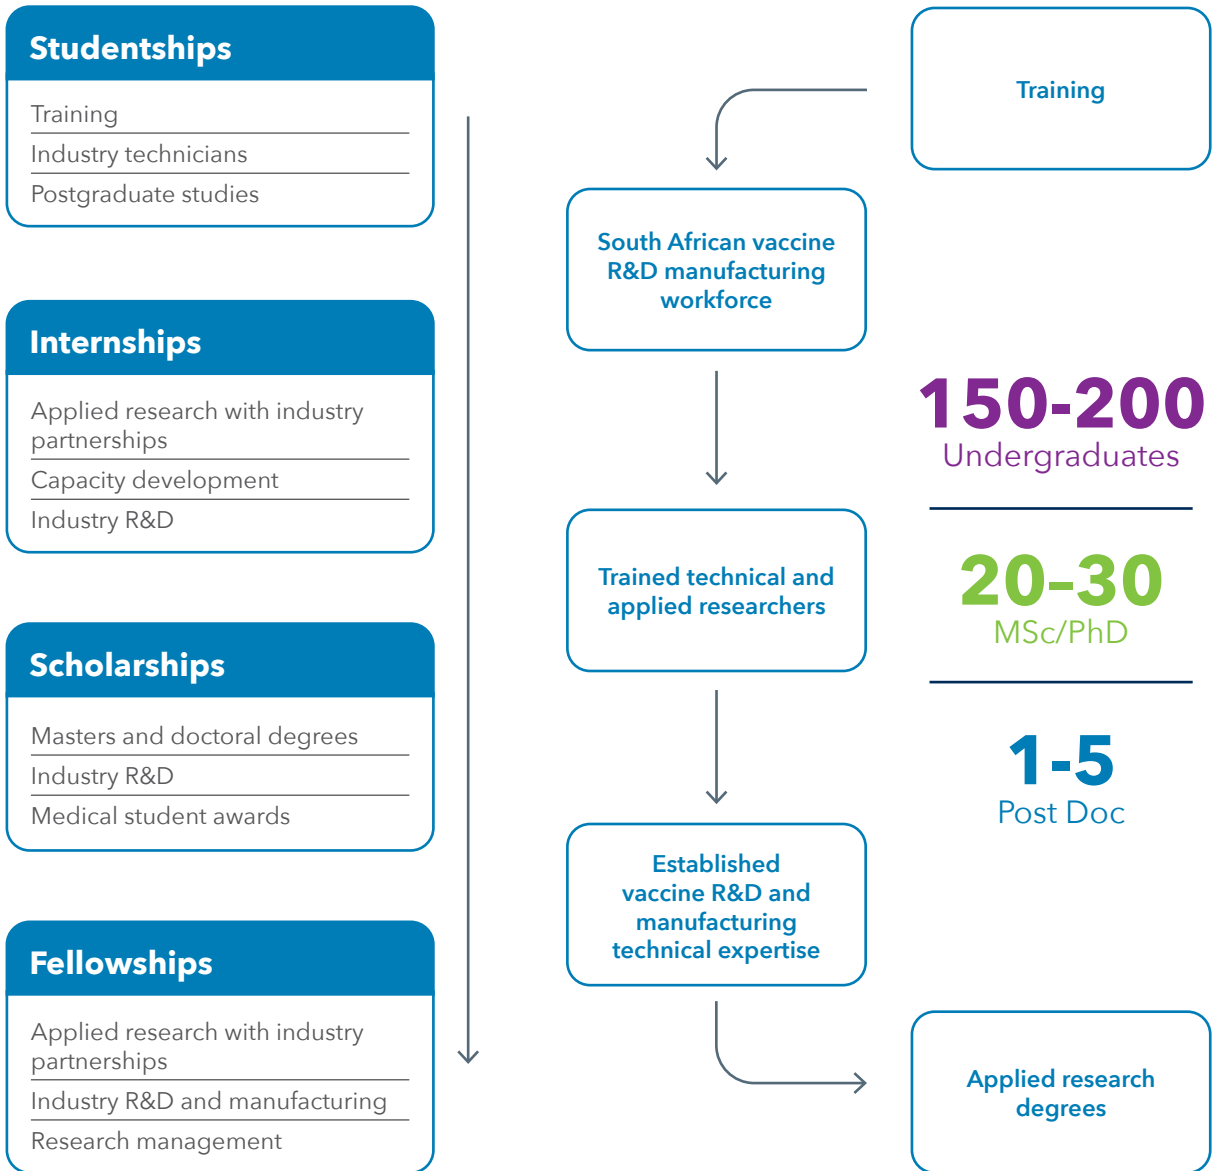 Studentships
Training
Industry technicians
Postgraduate studies
Internships
Applied research with industry
partnerships
Capacity development
Industry R&D
Scholarships
Masters and doctoral degrees
Industry R&D
Medical student awards
Fellowships
Applied research with industry
partnerships
Industry R&D and manufacturing
Research management
Training
South African vaccine
R&D manufacturing
workforce
Trained technical and
applied researchers
Established
vaccine R&D and
manufacturing
technical expertise
Applied research
degrees
150-200
Undergraduates
20–30
MSc/PhD
1-5
Post Doc